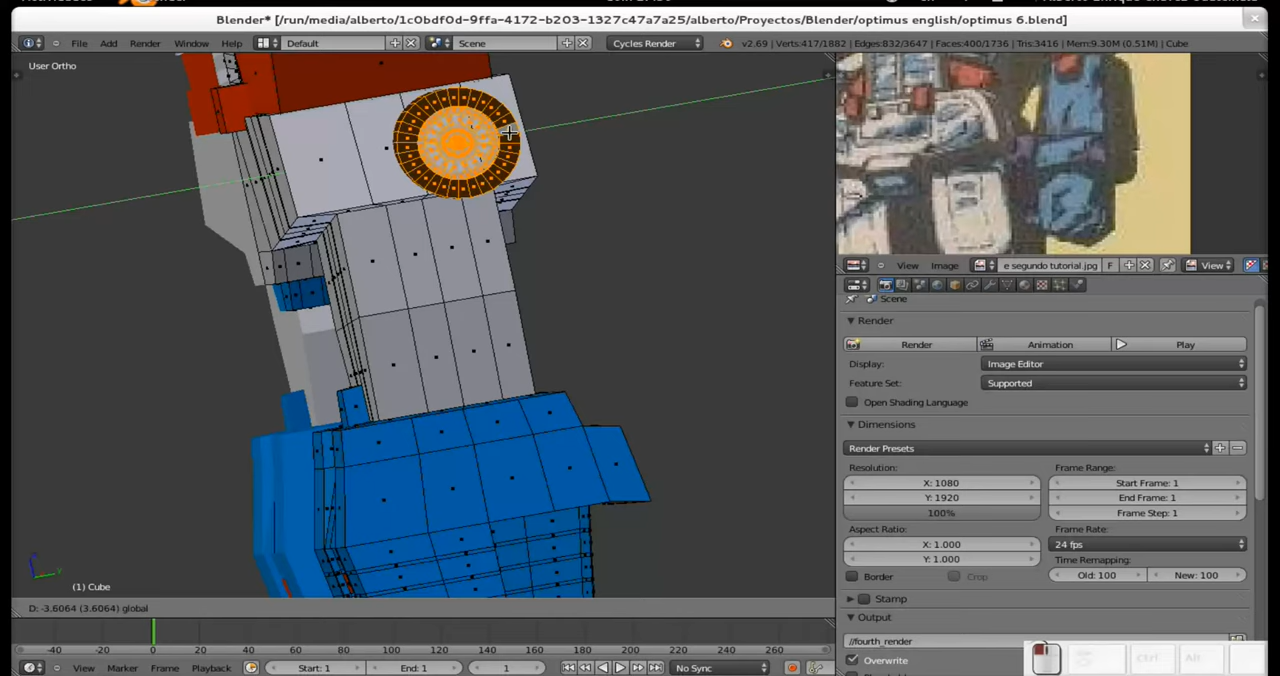 Blender* [/run/media/alberto/1c0bdf0d-9ffa-4172-b203-1327c47a7a25/alberto/Proyectos/Blender/optimus english/optimus 6.blend]
File Add Render Window Help Default Scene Cycles Render v2.69 | Verts:417/1882 | Edges:832/3647 | Faces:400/1736 | Tris:3416 | Mem:9.30M (0.51M) | Cube
User Ortho
View Image e segundo tutorial.jpg F View
Scene
Render
Render Animation Play
Display: Image Editor
Feature Set: Supported
Open Shading Language
Dimensions
Render Presets
Resolution: Frame Range:
X: 1080 Start Frame: 1
Y: 1920 End Frame: 1
100% Frame Step: 1
Aspect Ratio: Frame Rate:
X: 1.000 24 fps
Y: 1.000 Time Remapping:
Border Crop Old: 100 New: 100
(1) Cube
Stamp
D: -3.6064 (3.6064) global
Output
//fourth_render
-40 -20 0 20 40 60 80 100 120 140 160 180 200 220 240 260
Overwrite
View Marker Frame Playback Start: 1 End: 1 1 No Sync
Ctrl Alt